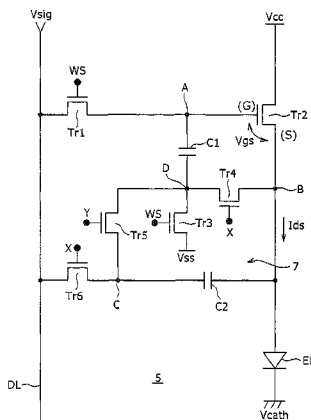 Vsig
Vcc
WS
A
(G)
Tr2
(S)
Vgs
Tr1
C1
D
Tr4
B
Y
WS
Tr3
X
Ids
Tr5
Vss
X
7
Tr6
C
C2
EL
DL
5
Vcath